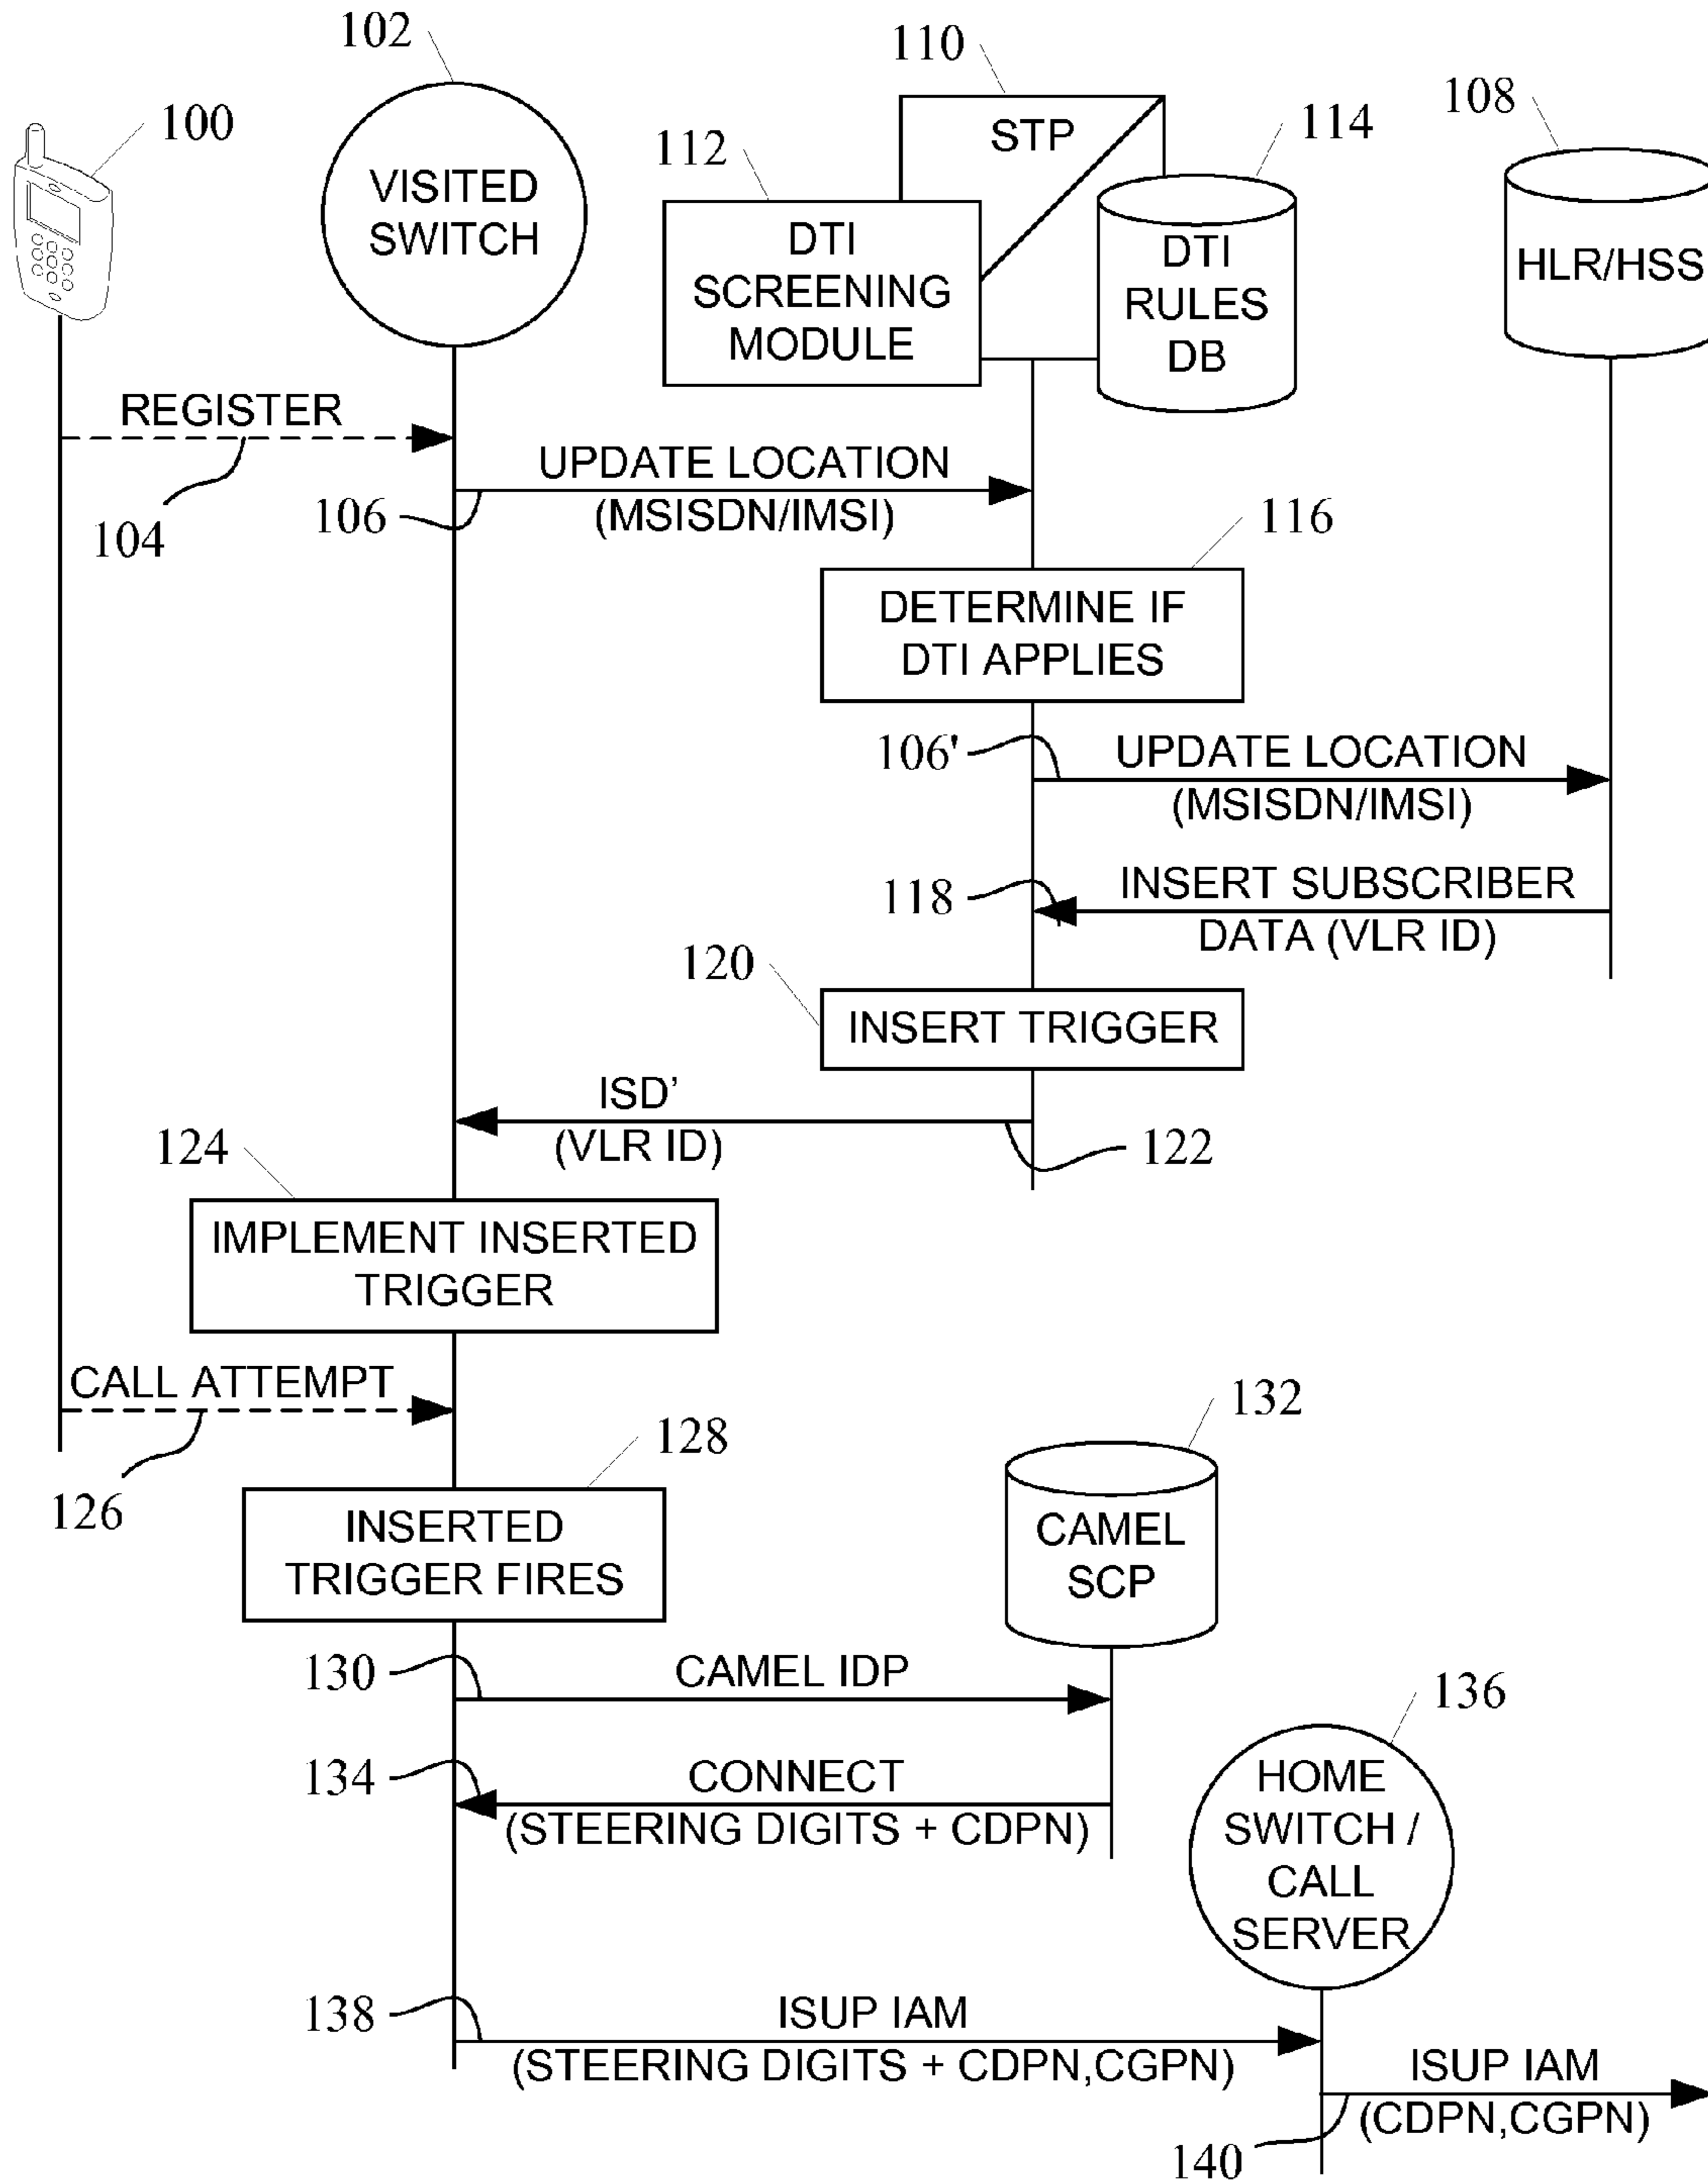 102
110
108
100
114
112
STP
VISITED
SWITCH
DTI
SCREENING
MODULE
DTI
RULES
DB
HLR/HSS
REGISTER
104
UPDATE LOCATION
(MSISDN/IMSI)
106
116
DETERMINE IF
DTI APPLIES
106'
UPDATE LOCATION
(MSISDN/IMSI)
118
INSERT SUBSCRIBER
DATA (VLR ID)
120
INSERT TRIGGER
ISD’
(VLR ID)
122
124
IMPLEMENT INSERTED
TRIGGER
CALL ATTEMPT
126
128
INSERTED
TRIGGER FIRES
132
CAMEL
SCP
130
CAMEL IDP
136
134
CONNECT
(STEERING DIGITS + CDPN)
HOME
SWITCH /
CALL
SERVER
138
ISUP IAM
(STEERING DIGITS + CDPN,CGPN)
ISUP IAM
(CDPN,CGPN)
140